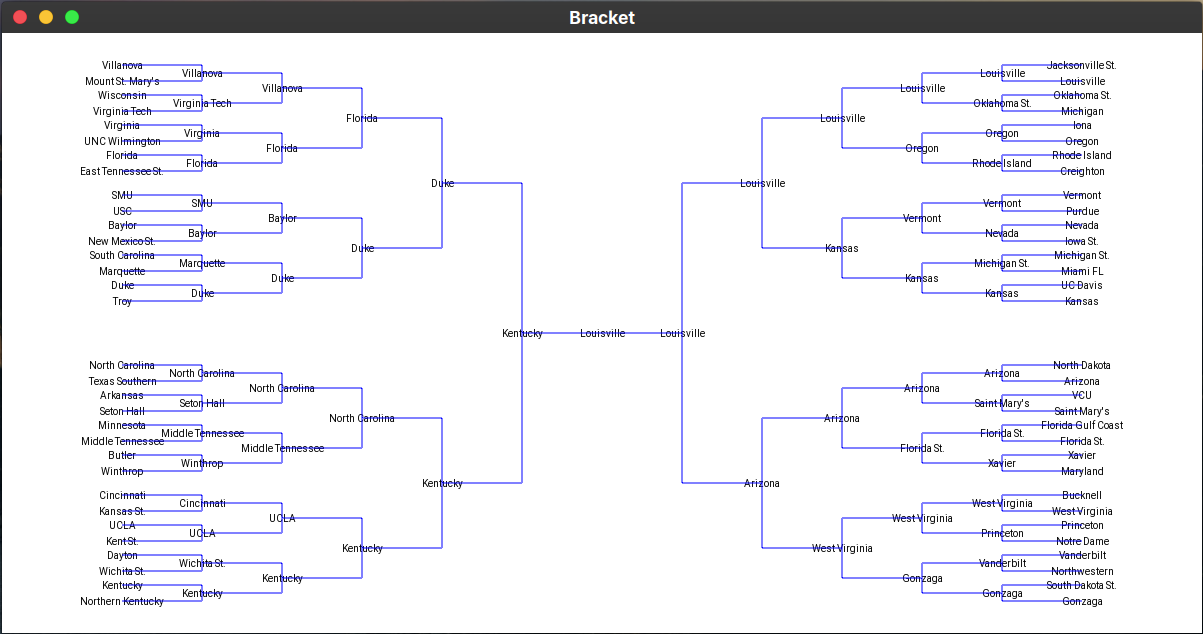 Bracket
Villanova
Mount St. Mary's
Wisconsin
Virginia Tech
Virginia
UNC Wilmington
Florida
East Tennessee St.
SMU
USC
Baylor
New Mexico St.
South Carolina
Marquette
Duke
Troy
North Carolina
Texas Southern
Arkansas
Seton Hall
Minnesota
Middle Tennessee
Butler
Winthrop
Cincinnati
Kansas St.
UCLA
Kent St.
Dayton
Wichita St.
Kentucky
Northern Kentucky
Villanova
Virginia Tech
Virginia
Florida
SMU
Baylor
Marquette
Duke
North Carolina
Seton Hall
Middle Tennessee
Winthrop
Cincinnati
UCLA
Wichita St.
Kentucky
Villanova
Florida
Baylor
Duke
North Carolina
Middle Tennessee
UCLA
Kentucky
Florida
Duke
North Carolina
Kentucky
Duke
Kentucky
Kentucky
Louisville
Louisville
Louisville
Arizona
Louisville
Kansas
Arizona
West Virginia
Louisville
Oregon
Vermont
Kansas
Arizona
Florida St.
West Virginia
Gonzaga
Louisville
Oklahoma St.
Oregon
Rhode Island
Vermont
Nevada
Michigan St.
Kansas
Arizona
Saint Mary's
Florida St.
Xavier
West Virginia
Princeton
Vanderbilt
Gonzaga
Jacksonville St.
Louisville
Oklahoma St.
Michigan
Iona
Oregon
Rhode Island
Creighton
Vermont
Purdue
Nevada
Iowa St.
Michigan St.
Miami FL
UC Davis
Kansas
North Dakota
Arizona
VCU
Saint Mary's
Florida Gulf Coast
Florida St.
Xavier
Maryland
Bucknell
West Virginia
Princeton
Notre Dame
Vanderbilt
Northwestern
South Dakota St.
Gonzaga